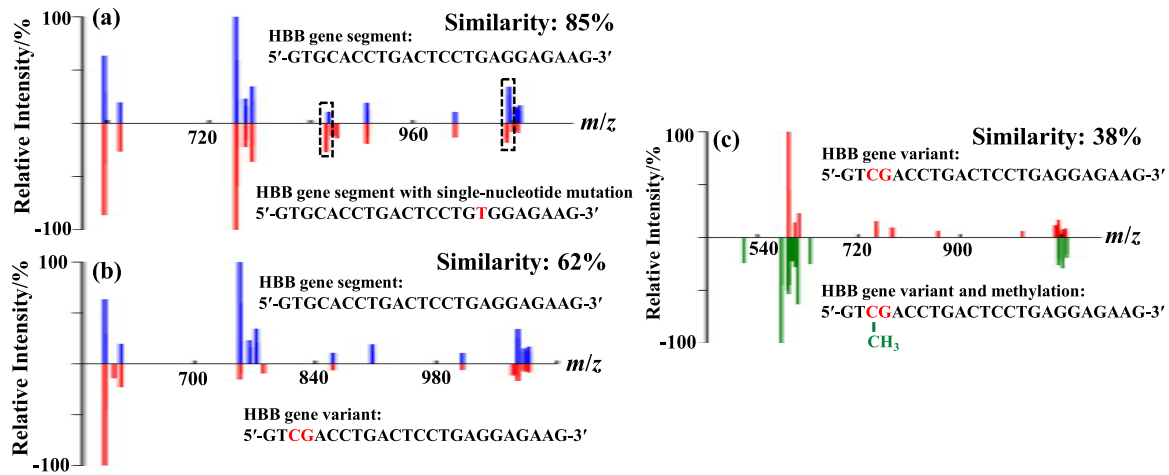 (a)
Similarity: 85%
100
HBB gene segment:
5′-GTGCACCTGACTCCTGAGGAGAAG-3′
Relative Intensity/%
720
960
m/z
HBB gene segment with single-nucleotide mutation
5′-GTGCACCTGACTCCTGTGGAGAAG-3′
-100
(b)
Similarity: 62%
100
HBB gene segment:
5′-GTGCACCTGACTCCTGAGGAGAAG-3′
Relative Intensity/%
700
840
980
m/z
HBB gene variant:
5′-GTCGACCTGACTCCTGAGGAGAAG-3′
-100
(c)
Similarity: 38%
100
HBB gene variant:
5′-GTCGACCTGACTCCTGAGGAGAAG-3′
Relative Intensity/%
540
720
900
m/z
HBB gene variant and methylation:
5′-GTCGACCTGACTCCTGAGGAGAAG-3′
CH₃
-100